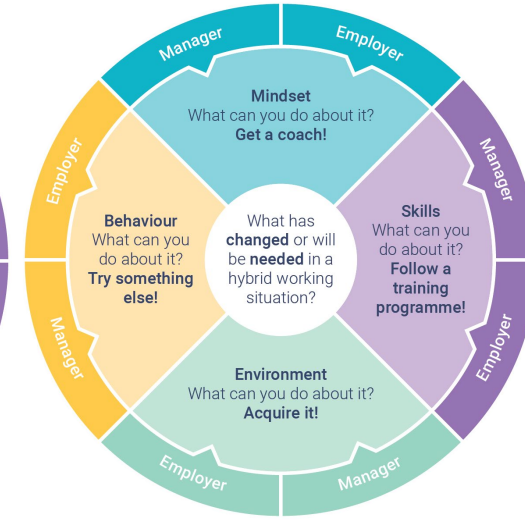 Manager
Employer
Mindset
What can you do about it?
Get a coach!
Employer
Manager
Behaviour
What can you
do about it?
Try something
else!
What has
changed or will
be needed in a
hybrid working
situation?
Skills
What can you
do about it?
Follow a
training
programme!
Manager
Employer
Environment
What can you do about it?
Acquire it!
Employer
Manager